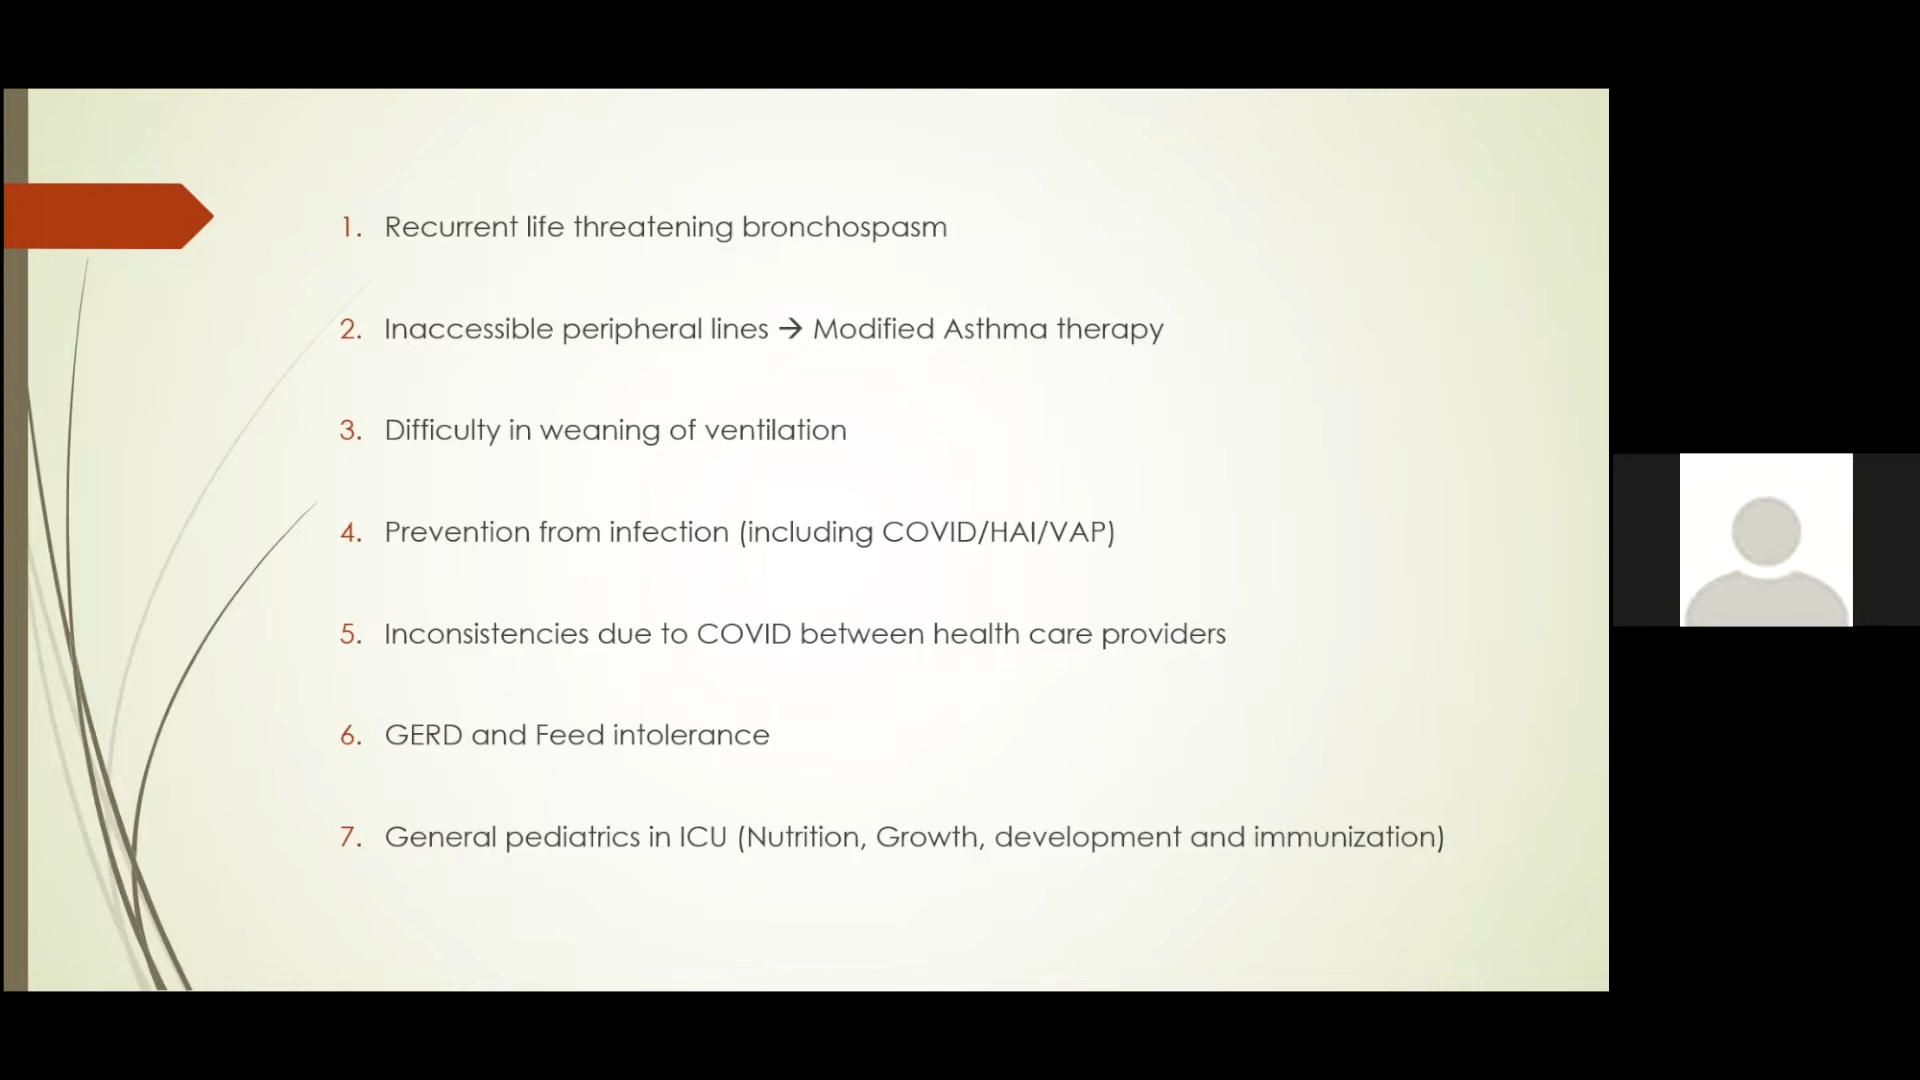 1. Recurrent life threatening bronchospasm
2. Inaccessible peripheral lines → Modified Asthma therapy
3. Difficulty in weaning of ventilation
4. Prevention from infection (including COVID/HAI/VAP)
5. Inconsistencies due to COVID between health care providers
6. GERD and Feed intolerance
7. General pediatrics in ICU (Nutrition, Growth, development and immunization)